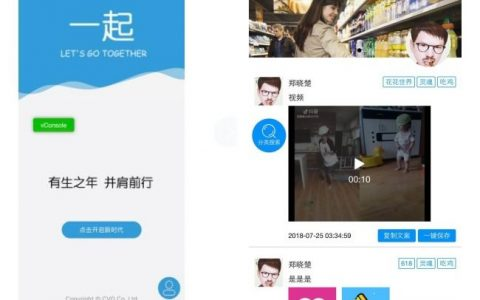 一起
LET'S GO TOGETHER
vConsole
有生之年 并肩前行
点击开启新时代
Copyright © CVG Co.,Ltd.
郑晓楚
花花世界
灵魂
吃鸡
视频
分类搜索
抖音
00:10
2018-07-25 03:34:59
复制文案
一键保存
郑晓楚
618
灵魂
吃鸡
是是是